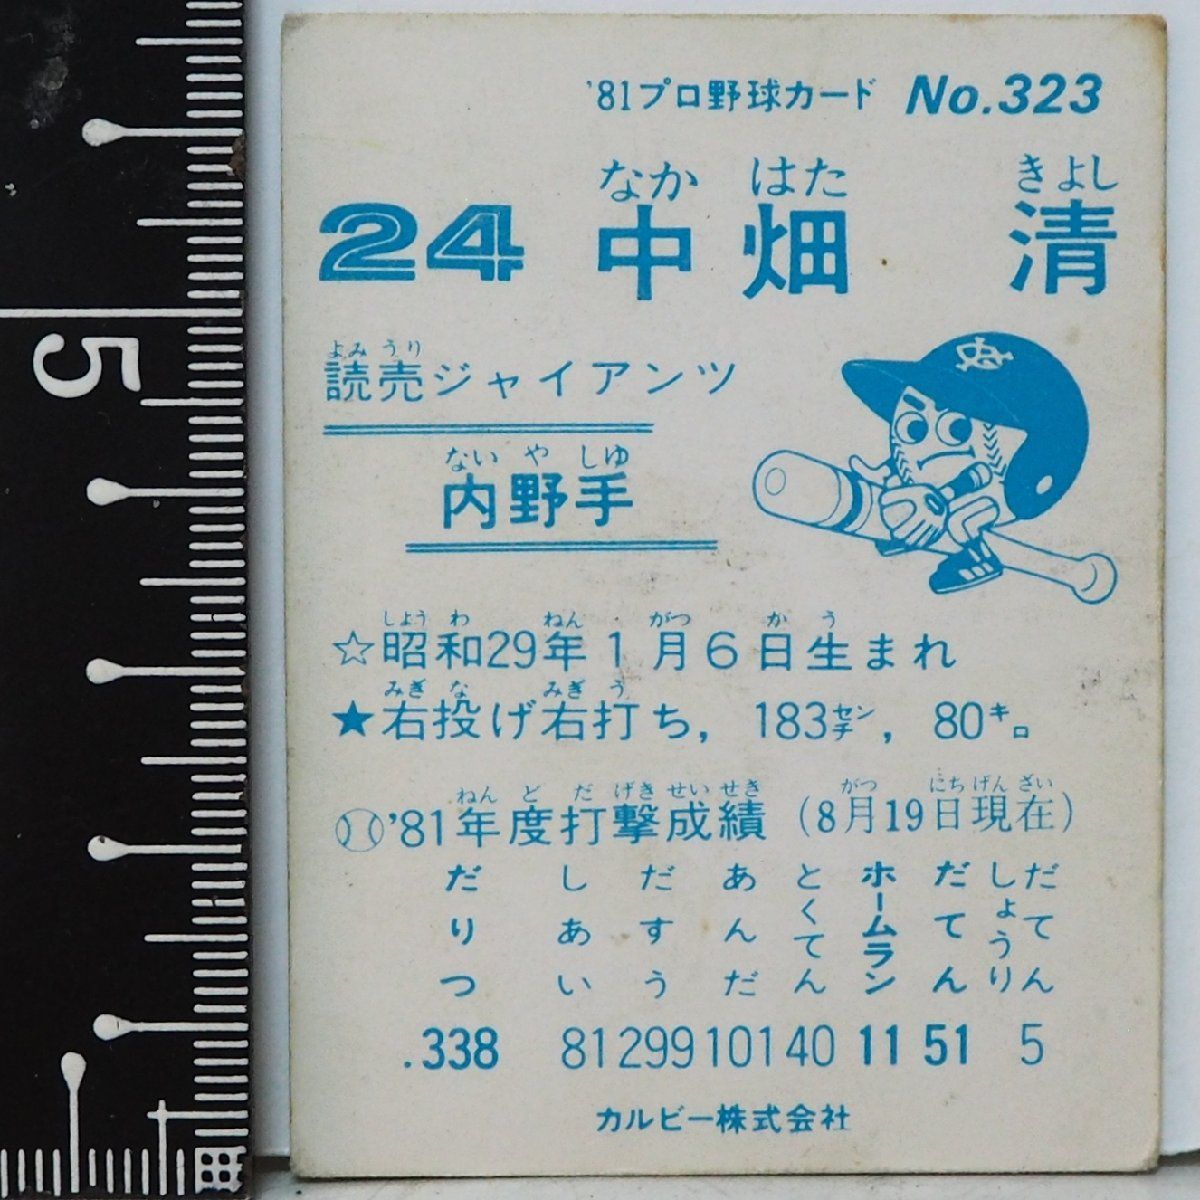 '81プロ野球カード No.323
なか はた きよし
24 中畑 清
よみ うり
読売ジャイアンツ
ない や しゆ
内野手
しよう わ ねん がつ か う
☆昭和29年1月6日生まれ
みぎ な みぎ う
★右投げ右打ち, 183センチ, 80キ。
ねん ど だ げき せい せき がつ にち げん ざい
'81年度打撃成績 (8月19日現在)
だりつ しあい だすう あんだ とくてん ホームラン だてん しょうり だてん
.338 81 299 101 40 11 51 5
カルビー株式会社
5